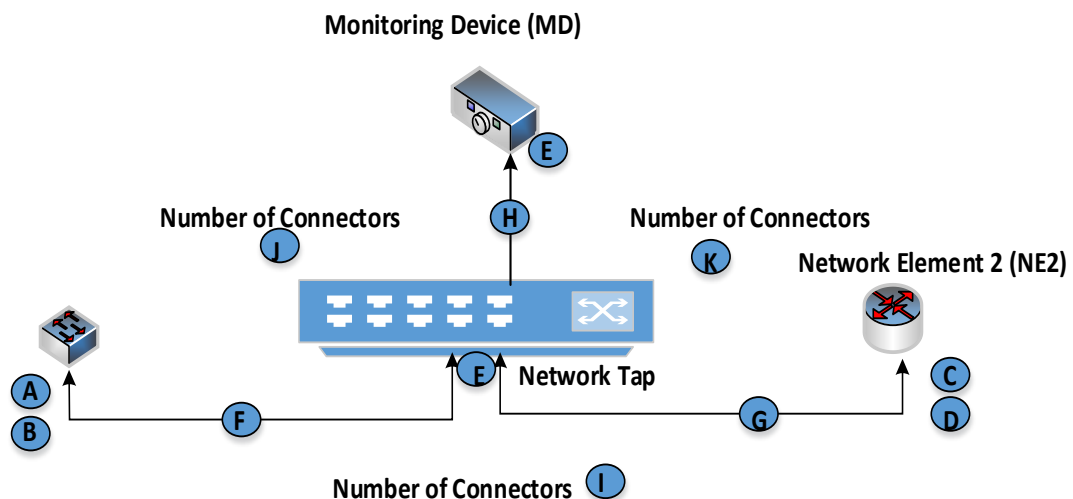 Monitoring Device (MD)
E
Number of Connectors
H
Number of Connectors
J
K
Network Element 2 (NE2)
E
Network Tap
A
C
B
F
G
D
Number of Connectors I